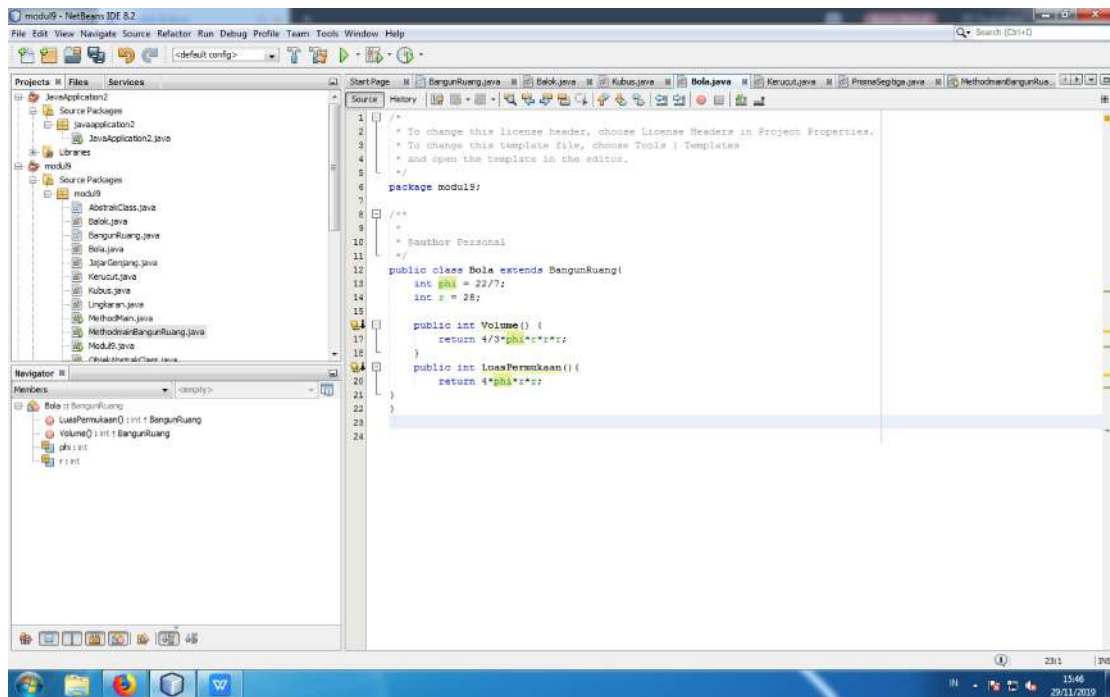 modul9 - NetBeans IDE 8.2
File Edit View Navigate Source Refactor Run Debug Profile Team Tools Window Help
Search (Ctrl+I)
<default config>
Projects Files Services
JavaApplication2
Source Packages
javaapplication2
JavaApplication2.java
Libraries
modul9
Source Packages
modul9
AbstrakClass.java
Balok.java
BangunRuang.java
Bola.java
JajarGenjang.java
Kerucut.java
Kubus.java
Lingkaran.java
MethodMain.java
MethodmainBangunRuang.java
Modul9.java
Navigator
Members <empty>
Bola :: BangunRuang
LuasPermukaan() : int ↑ BangunRuang
Volume() : int ↑ BangunRuang
phi : int
r : int
Start Page BangunRuang.java Balok.java Kubus.java Bola.java Kerucut.java PrismaSegitiga.java MethodmainBangunRua...
Source History
1 /*
2 * To change this license header, choose License Headers in Project Properties.
3 * To change this template file, choose Tools | Templates
4 * and open the template in the editor.
5 */
6 package modul9;
7
8 /**
9 *
10 * @author Personal
11 */
12 public class Bola extends BangunRuang{
13 int phi = 22/7;
14 int r = 28;
15
public int Volume() {
17 return 4/3*phi*r*r*r;
18 }
public int LuasPermukaan(){
20 return 4*phi*r*r;
21 }
22 }
23
24
23:1 INS
IN 15:46
29/11/2019